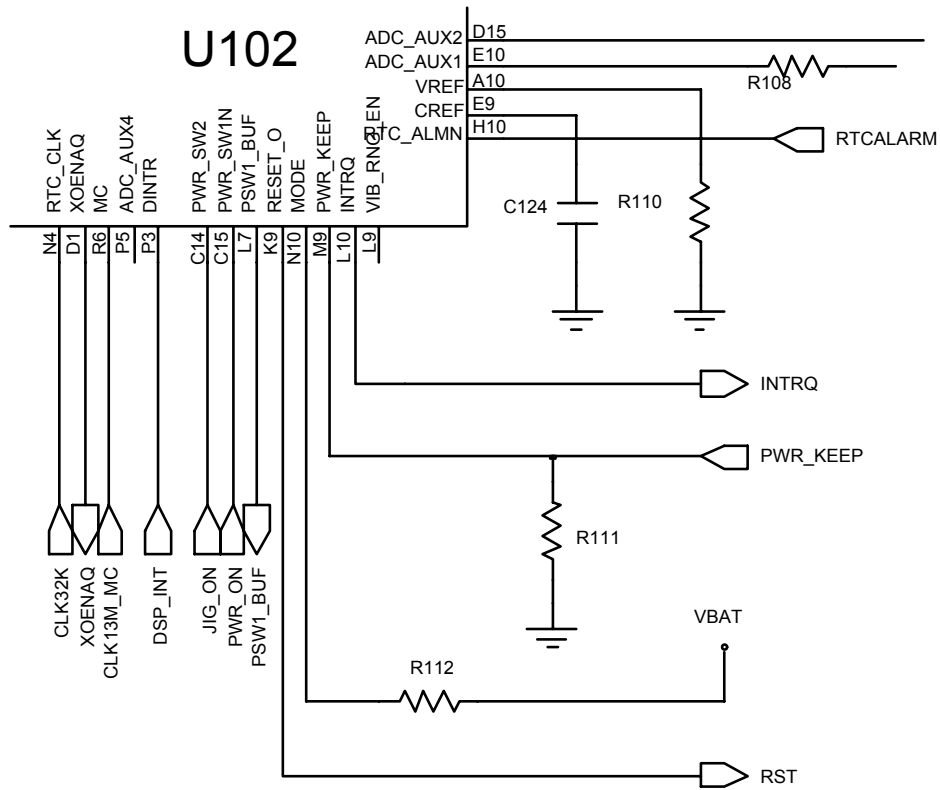 U102
ADC_AUX2
D15
ADC_AUX1
E10
R108
VREF
A10
CREF
E9
RTC_ALMN
H10
RTCALARM
RTC_CLK
XOENAQ
MC
ADC_AUX4
DINTR
PWR_SW2
PWR_SW1N
PSW1_BUF
RESET_O
MODE
PWR_KEEP
INTRQ
VIB_RNG_EN
N4
D1
R6
P5
P3
C14
C15
L7
K9
N10
M9
L10
L9
C124
R110
INTRQ
PWR_KEEP
R111
CLK32K
XOENAQ
CLK13M_MC
DSP_INT
JIG_ON
PWR_ON
PSW1_BUF
VBAT
R112
RST